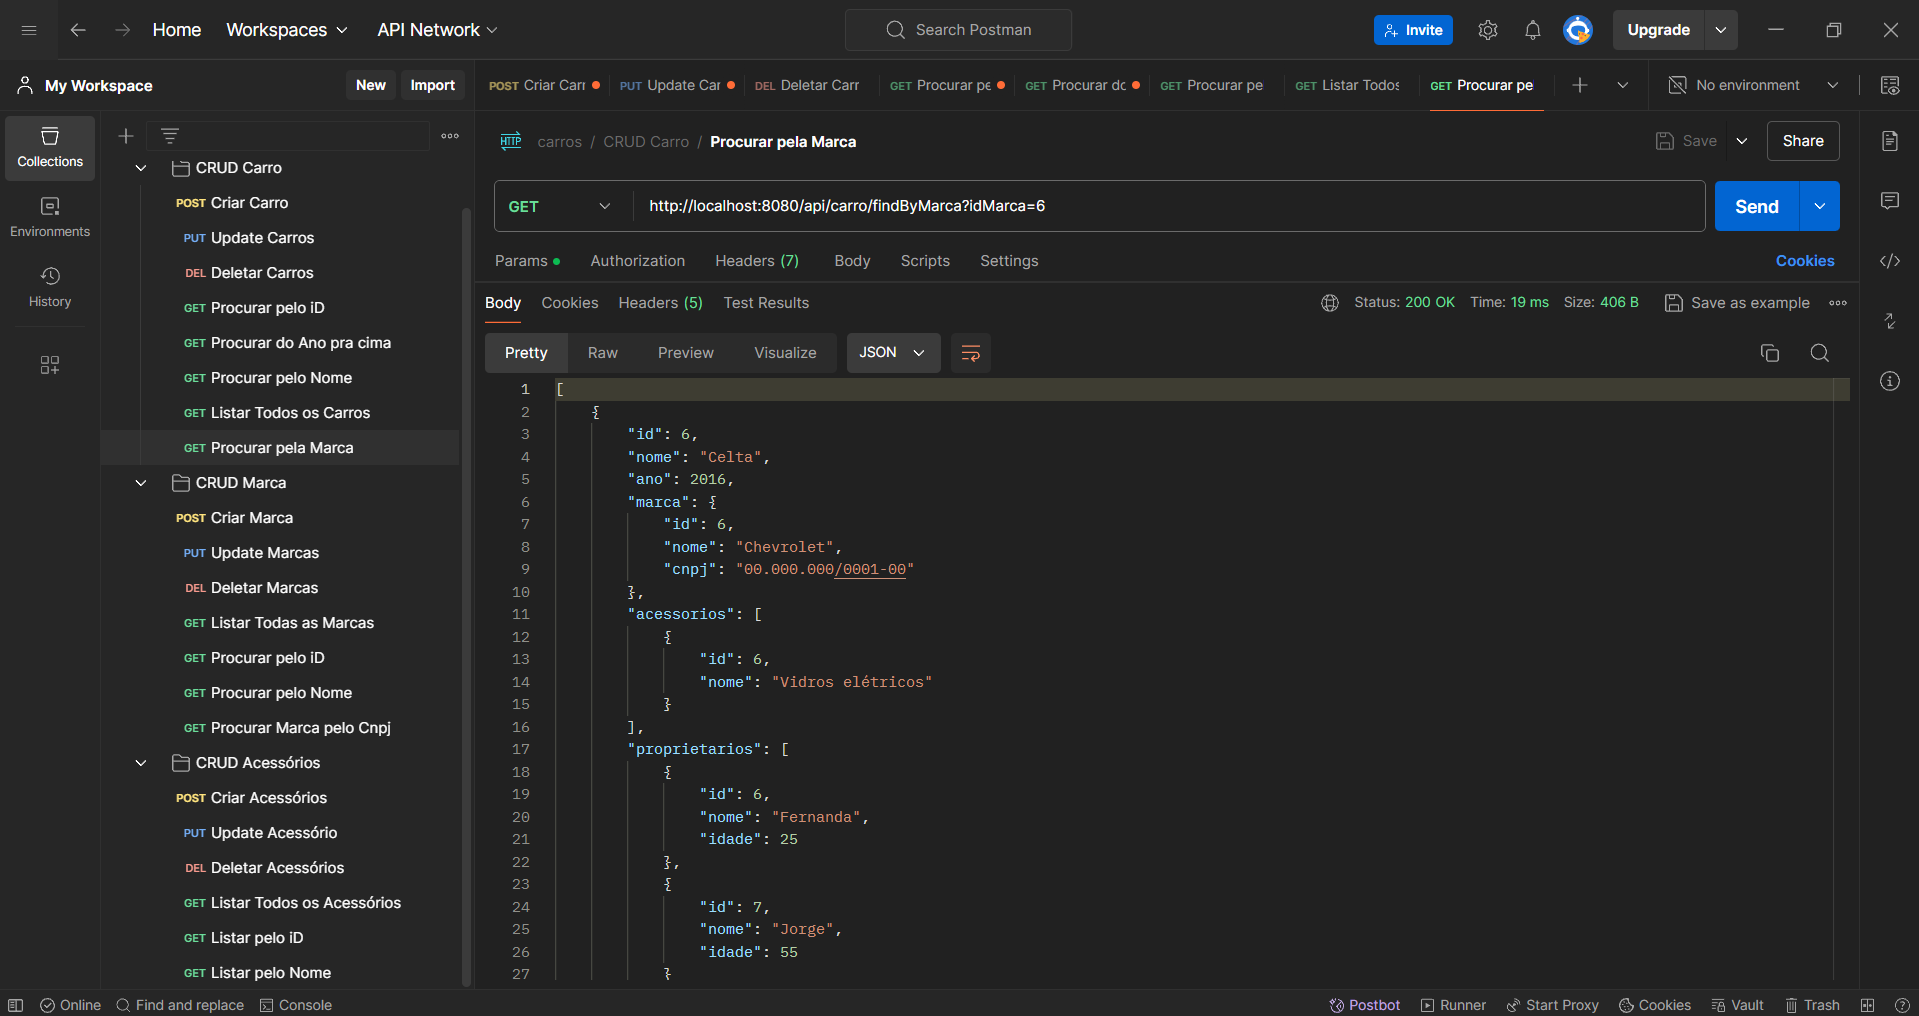 Home Workspaces API Network Search Postman Invite Upgrade
My Workspace New Import
POST Criar Carr PUT Update Car DEL Deletar Carr GET Procurar pe GET Procurar do GET Procurar pe GET Listar Todos GET Procurar pe No environment
Collections
Environments
History
CRUD Carro
POST Criar Carro
PUT Update Carros
DEL Deletar Carros
GET Procurar pelo iD
GET Procurar do Ano pra cima
GET Procurar pelo Nome
GET Listar Todos os Carros
GET Procurar pela Marca
CRUD Marca
POST Criar Marca
PUT Update Marcas
DEL Deletar Marcas
GET Listar Todas as Marcas
GET Procurar pelo iD
GET Procurar pelo Nome
GET Procurar Marca pelo Cnpj
CRUD Acessórios
POST Criar Acessórios
PUT Update Acessório
DEL Deletar Acessórios
GET Listar Todos os Acessórios
GET Listar pelo iD
GET Listar pelo Nome
HTTP carros / CRUD Carro / Procurar pela Marca Save Share
GET http://localhost:8080/api/carro/findByMarca?idMarca=6 Send
Params Authorization Headers (7) Body Scripts Settings Cookies
Body Cookies Headers (5) Test Results Status: 200 OK Time: 19 ms Size: 406 B Save as example
Pretty Raw Preview Visualize JSON
1 [
2 {
3 "id": 6,
4 "nome": "Celta",
5 "ano": 2016,
6 "marca": {
7 "id": 6,
8 "nome": "Chevrolet",
9 "cnpj": "00.000.000/0001-00"
10 },
11 "acessorios": [
12 {
13 "id": 6,
14 "nome": "Vidros elétricos"
15 }
16 ],
17 "proprietarios": [
18 {
19 "id": 6,
20 "nome": "Fernanda",
21 "idade": 25
22 },
23 {
24 "id": 7,
25 "nome": "Jorge",
26 "idade": 55
27 }
Online Find and replace Console Postbot Runner Start Proxy Cookies Vault Trash